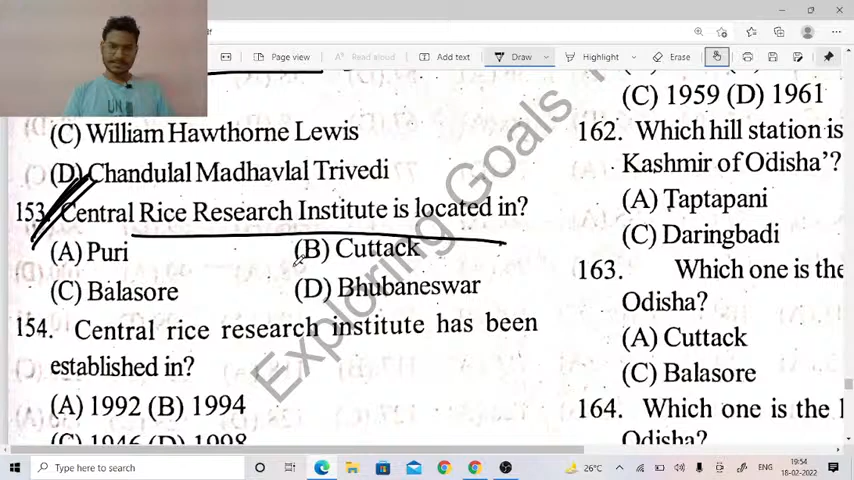 df
Page view
Read aloud
Add text
Draw
Highlight
Erase
UN
(C) William Hawthorne Lewis
(D) Chandulal Madhavlal Trivedi
153. Central Rice Research Institute is located in?
(A) Puri (B) Cuttack
(C) Balasore (D) Bhubaneswar
154. Central rice research institute has been
established in?
(A) 1992 (B) 1994
(C) 1946 (D) 1998
(C) 1959 (D) 1961
162. Which hill station is
Kashmir of Odisha'?
(A) Taptapani
(C) Daringbadi
163. Which one is the
Odisha?
(A) Cuttack
(C) Balasore
164. Which one is the
Odisha?
Exploring Goals
Type here to search
26°C
ENG
19:54
18-02-2022